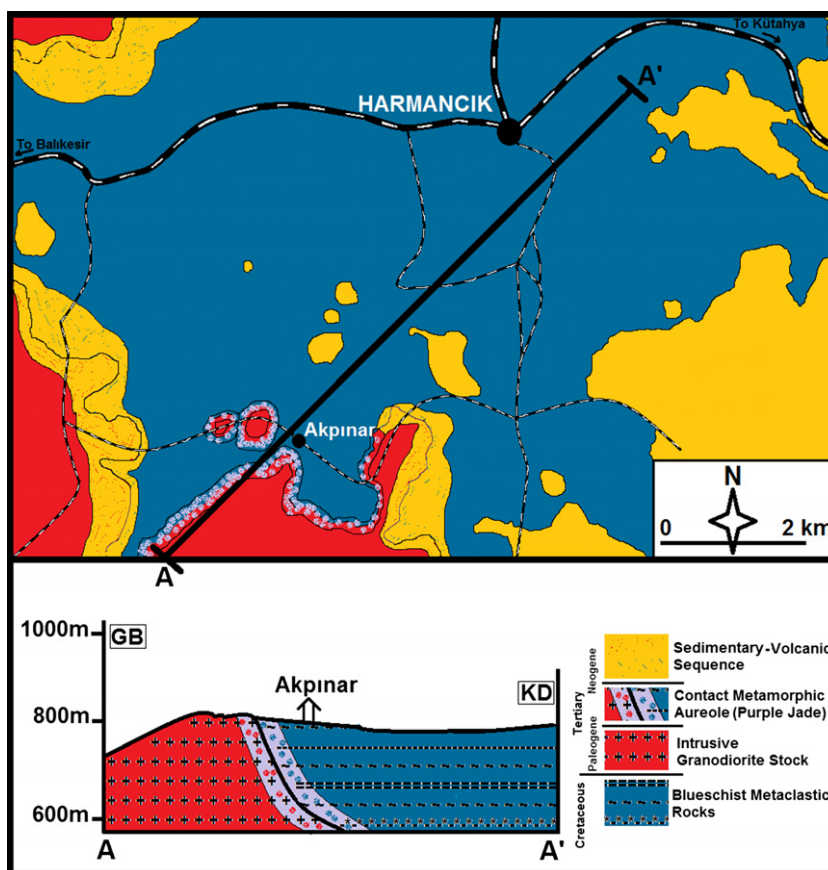 To Kütahya
A'
HARMANCIK
To Balıkesir
Akpınar
N
0 2 km
A
1000m
GB
Akpınar
KD
800m
600m
A A'
Neogene
Sedimentary-Volcanic
Sequence
Tertiary
Contact Metamorphic
Aureole (Purple Jade)
Paleogene
Intrusive
Granodiorite Stock
Cretaceous
Blueschist Metaclastic
Rocks